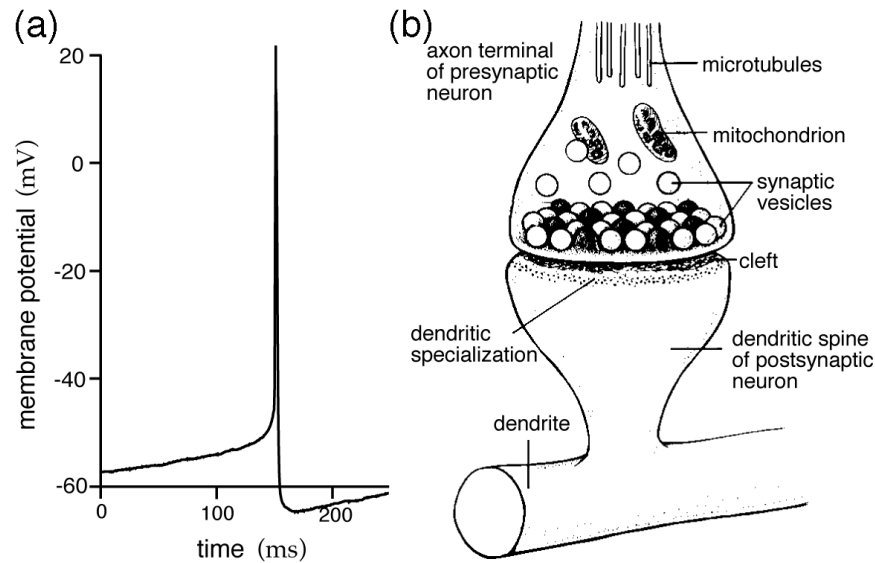 (a)
20
0
-20
-40
-60
membrane potential (mV)
0
100
200
time (ms)
(b)
axon terminal
of presynaptic
neuron
microtubules
mitochondrion
synaptic
vesicles
cleft
dendritic
specialization
dendritic spine
of postsynaptic
neuron
dendrite